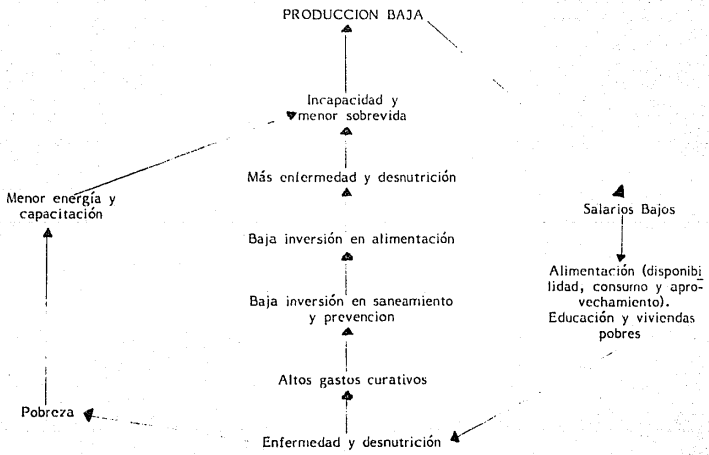 PRODUCCION BAJA
Incapacidad y
menor sobrevida
Más enfermedad y desnutrición
Menor energía y
capacitación
Salarios Bajos
Baja inversión en alimentación
Alimentación (disponibi
lidad, consumo y apro-
vechamiento).
Educación y viviendas
pobres
Baja inversión en saneamiento
y prevencion
Altos gastos curativos
Pobreza
Enfermedad y desnutrición